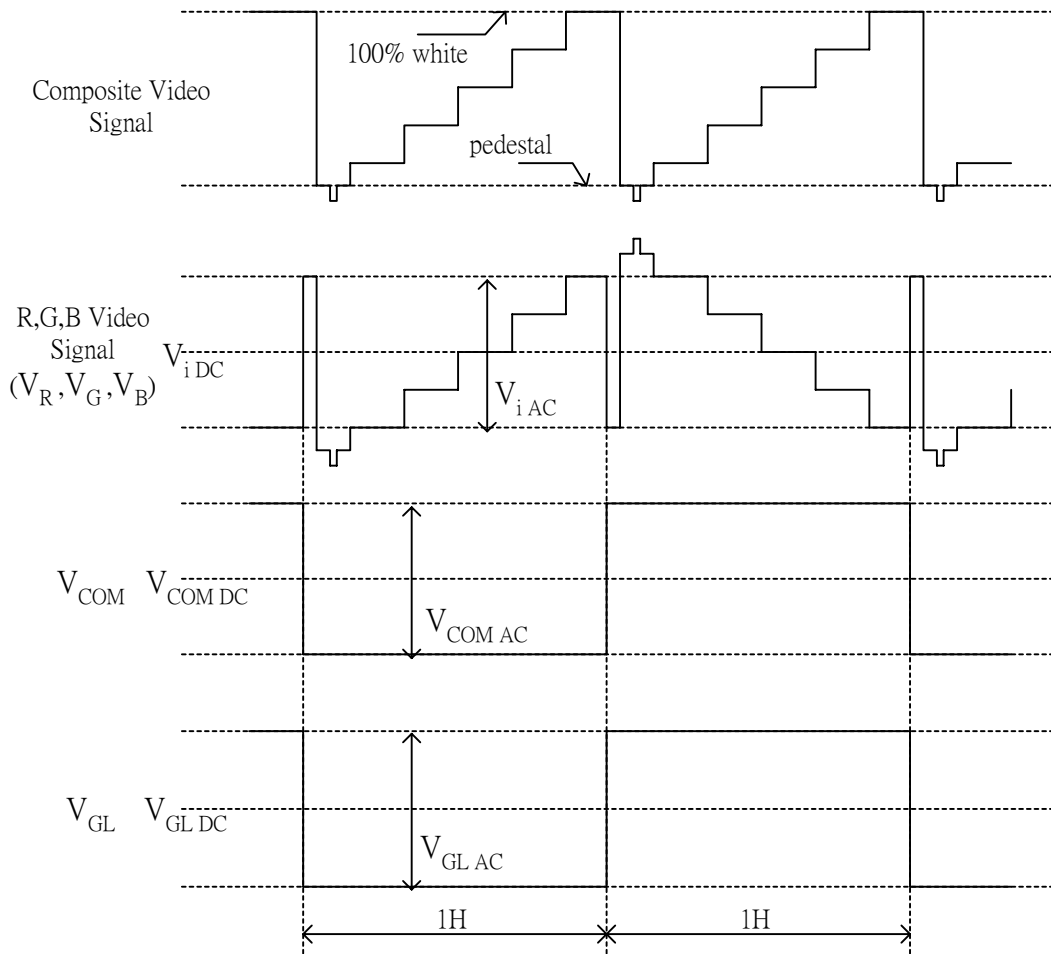 100% white
Composite Video
Signal
pedestal
R,G,B Video
Signal
(V_R ,V_G ,V_B)
V_i DC
V_i AC
V_COM V_COM DC
V_COM AC
V_GL V_GL DC
V_GL AC
1H 1H